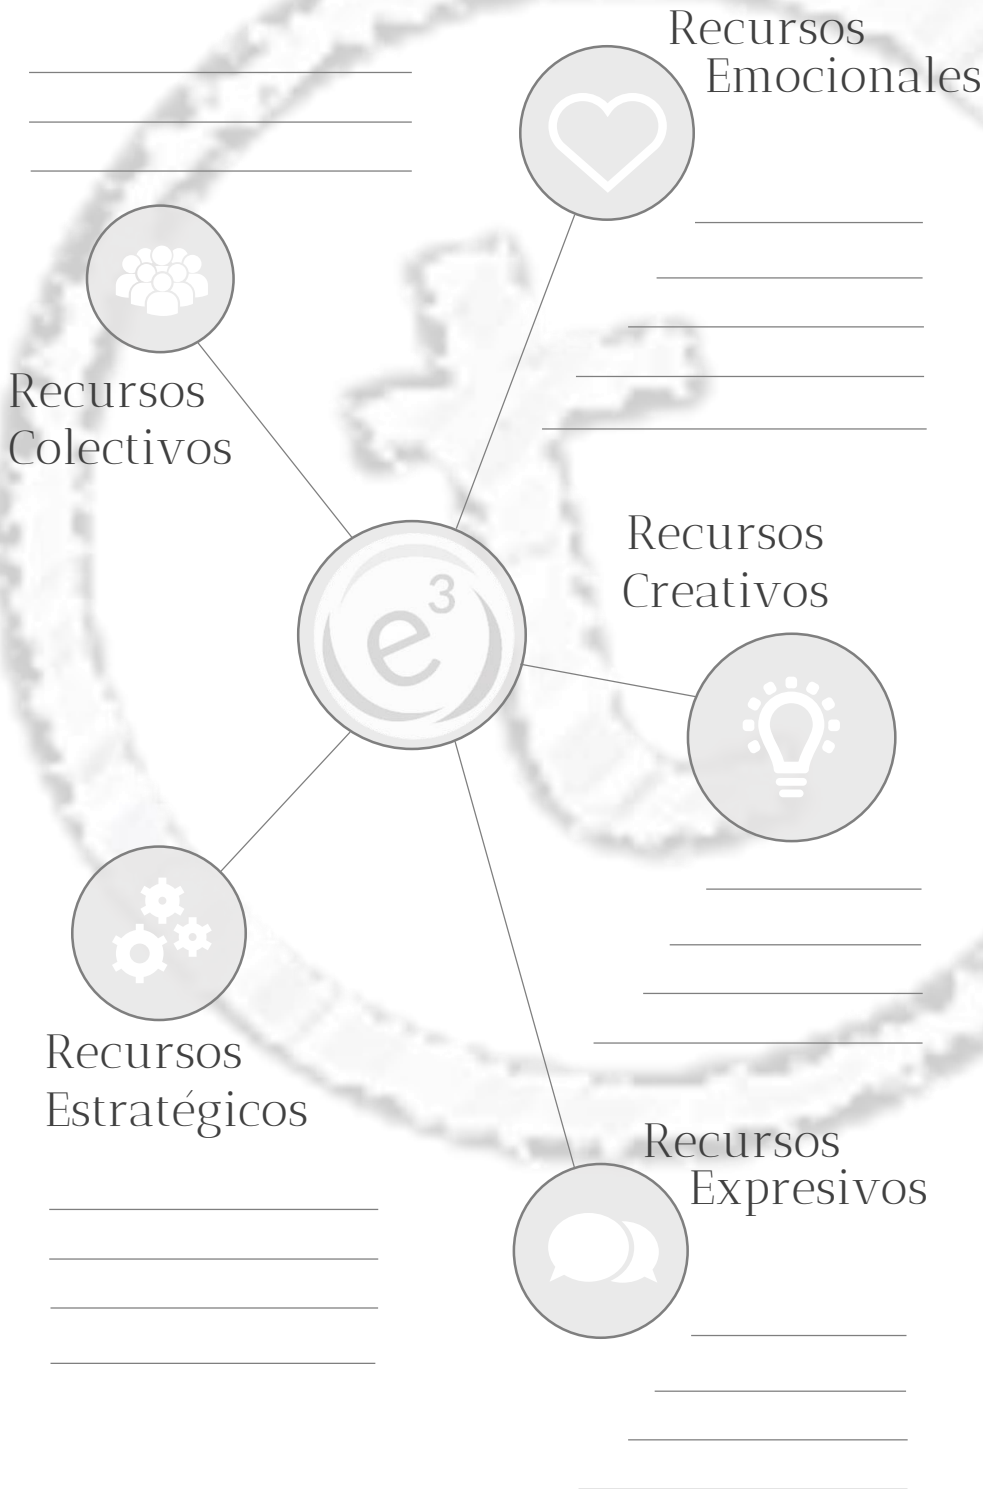 Recursos
Emocionales
Recursos
Colectivos
Recursos
Creativos
e³
Recursos
Estratégicos
Recursos
Expresivos